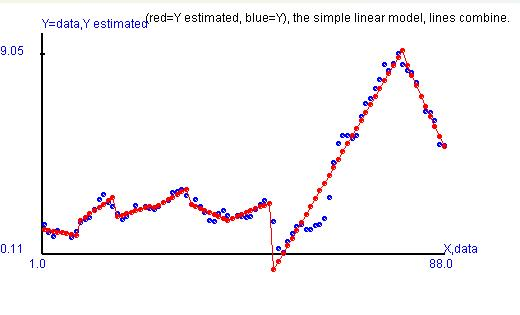 (red=Y estimated, blue=Y), the simple linear model, lines combine.
Y=data,Y estimated
9.05
0.11
X,data
1.0
88.0